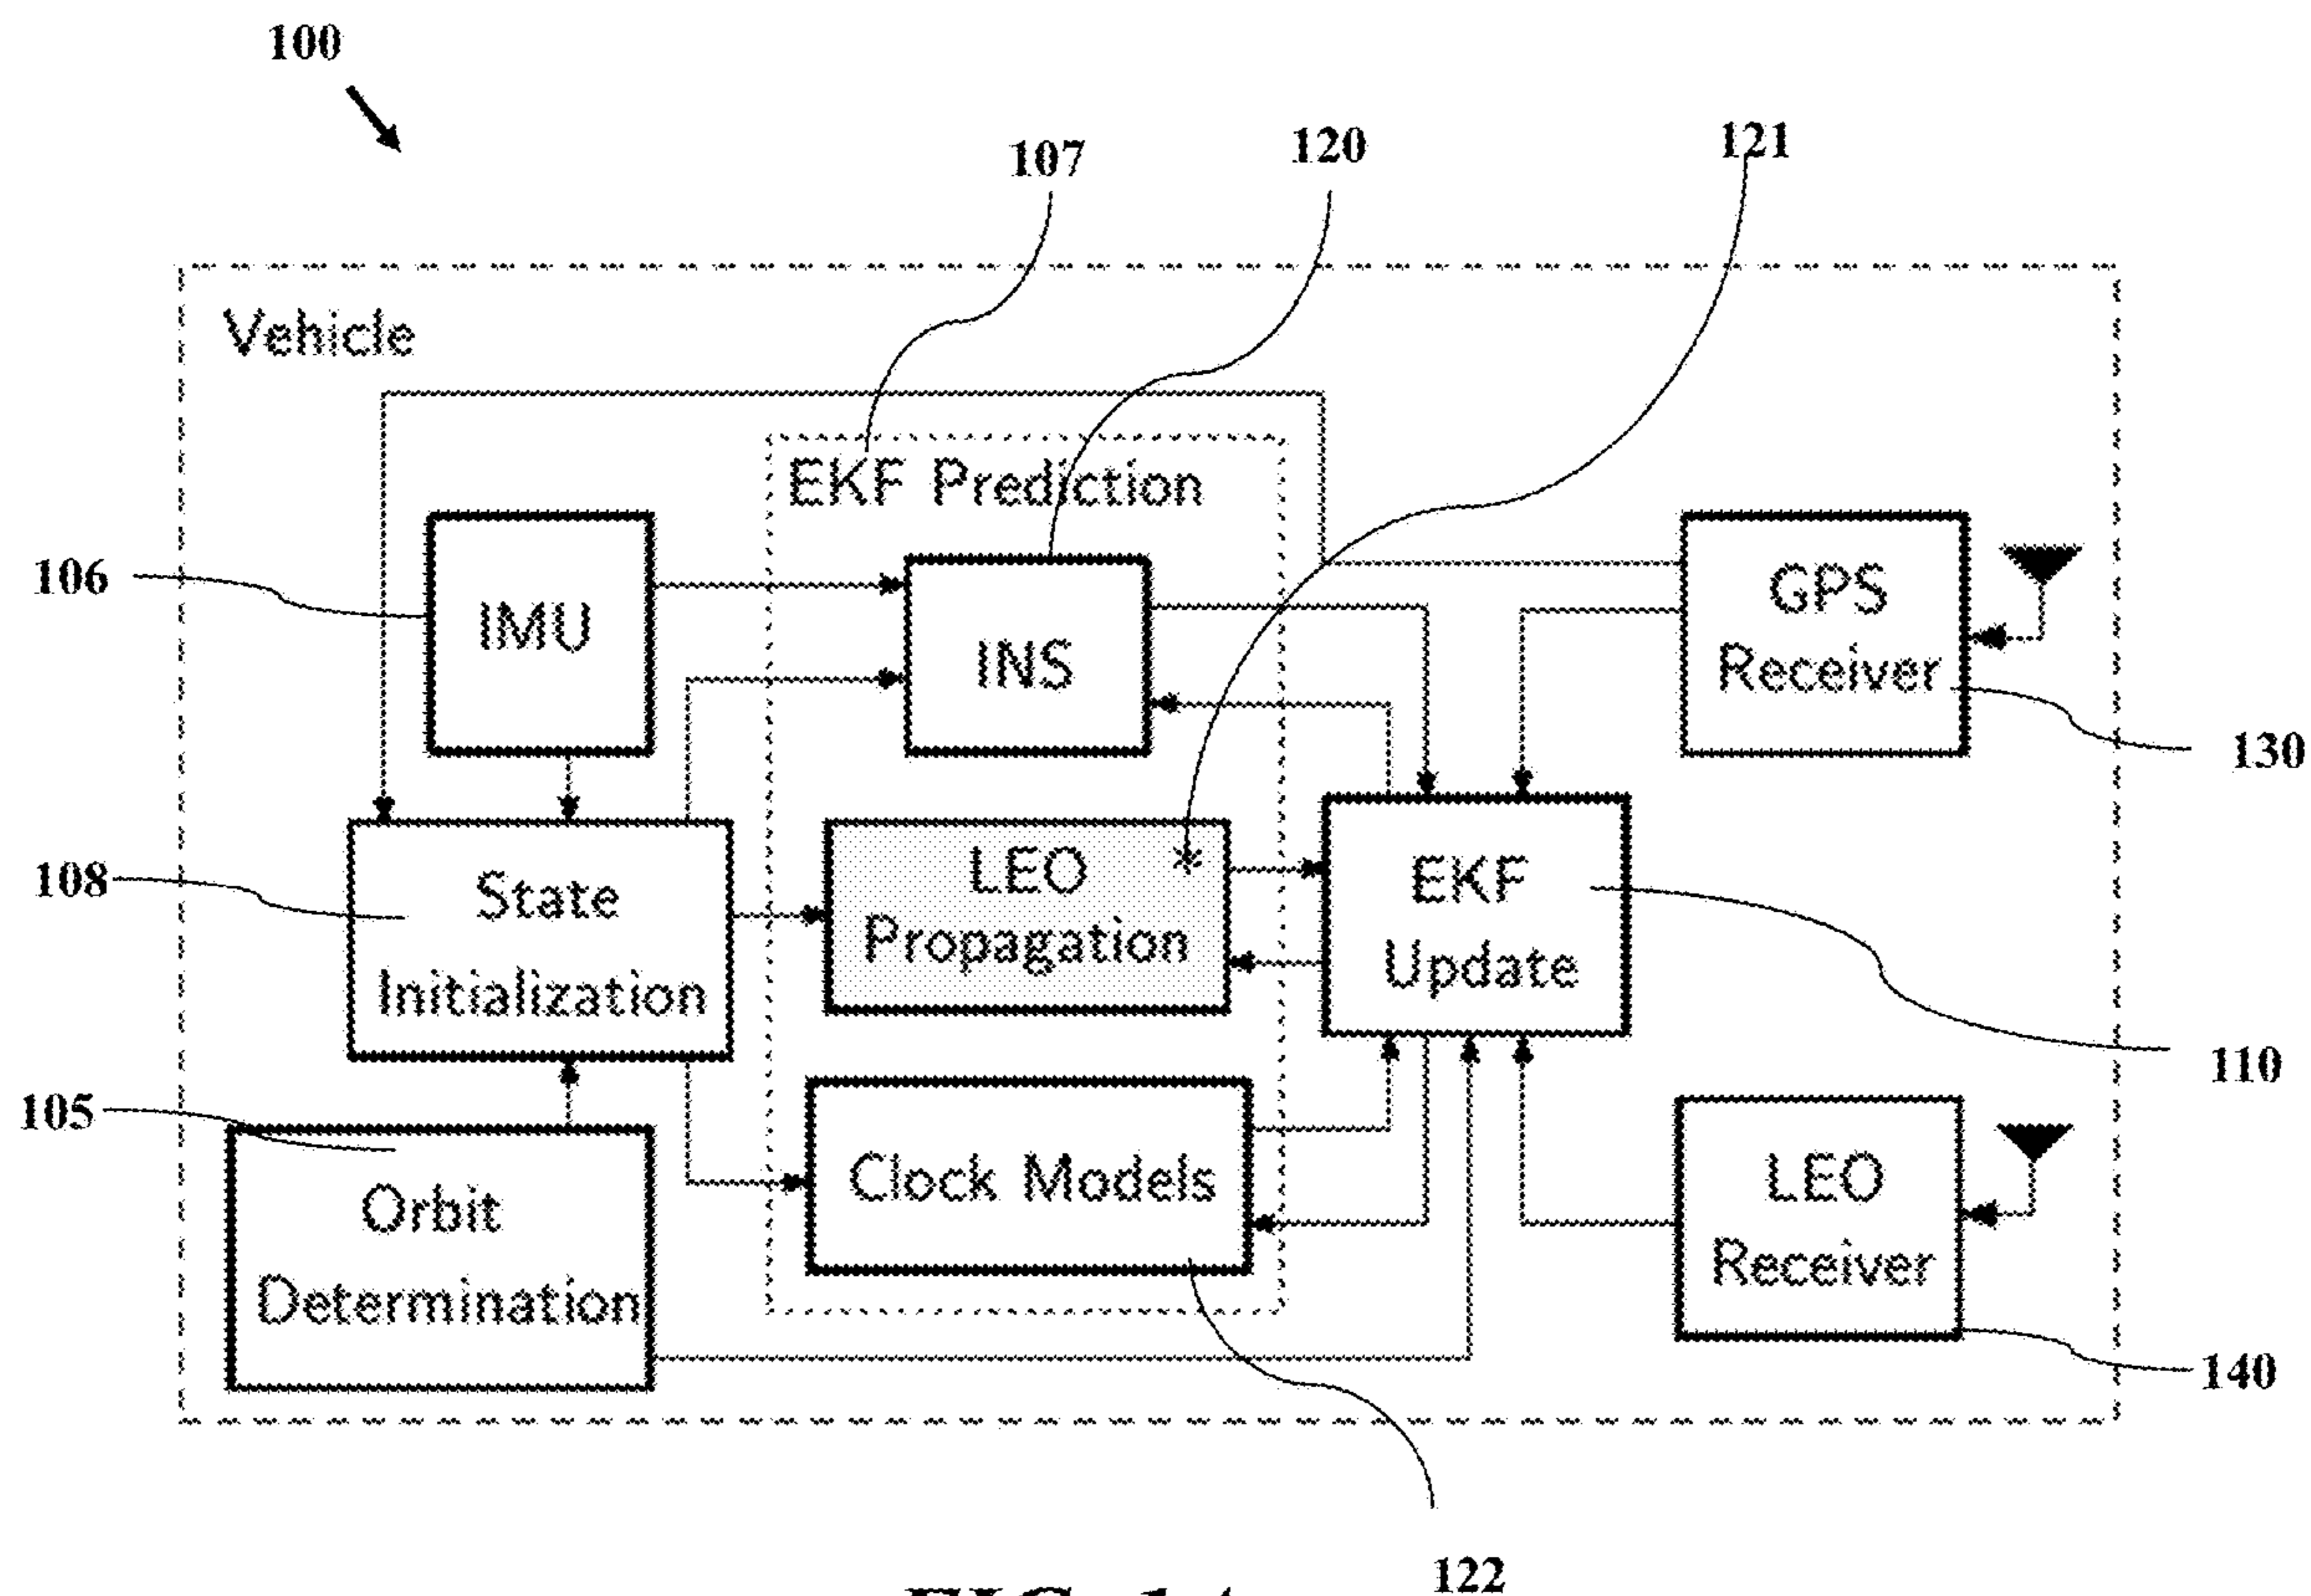 100
107
120
121
Vehicle
EKF Prediction
106
IMU
INS
GPS
Receiver
130
108
State
Initialization
LEO
Propagation
EKF
Update
110
105
Orbit
Determination
Clock Models
LEO
Receiver
140
122